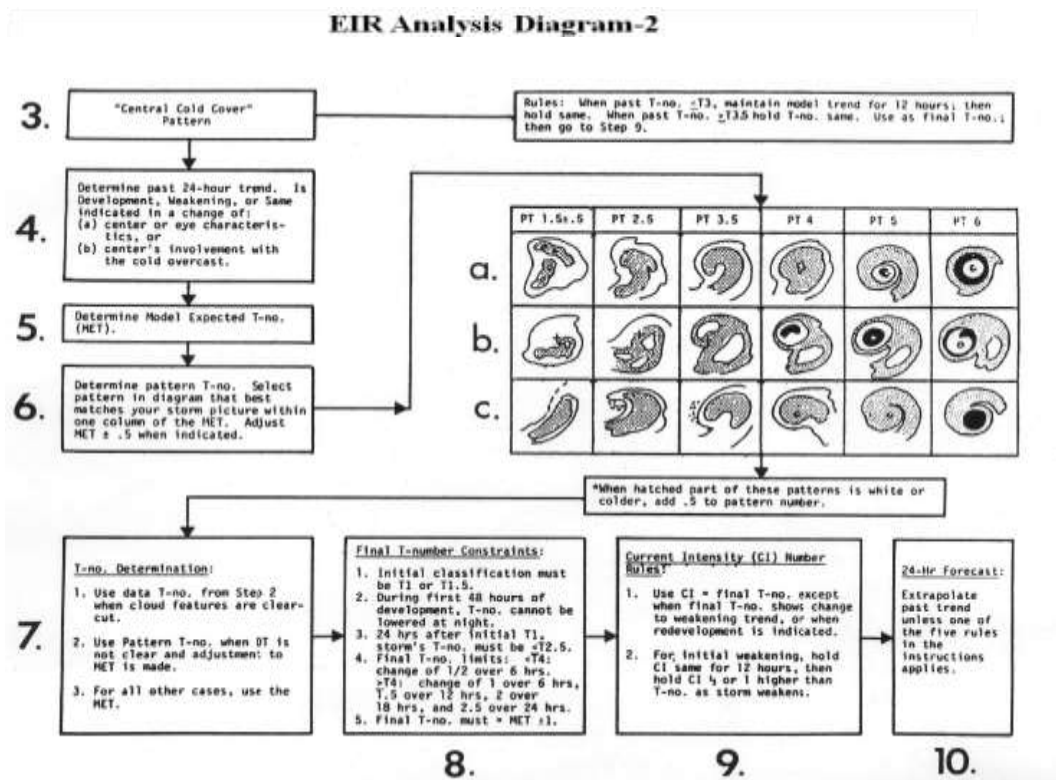 EIR Analysis Diagram-2
3.
"Central Cold Cover"
Pattern
Rules: When past T-no. <T3, maintain model trend for 12 hours; then
hold same. When past T-no. >T3.5 hold T-no. same. Use as final T-no.;
then go to Step 9.
4.
Determine past 24-hour trend. Is
Development, Weakening, or Same
indicated in a change of:
(a) center or eye characteris-
tics, or
(b) center's involvement with
the cold overcast.
5.
Determine Model Expected T-no.
(MET).
6.
Determine pattern T-no. Select
pattern in diagram that best
matches your storm picture within
one column of the MET. Adjust
MET ± .5 when indicated.
PT 1.5±.5 PT 2.5 PT 3.5 PT 4 PT 5 PT 6
a.
b.
c.
*When hatched part of these patterns is white or
colder, add .5 to pattern number.
7.
T-no. Determination:
1. Use data T-no. from Step 2
when cloud features are clear-
cut.
2. Use Pattern T-no. when DT is
not clear and adjustment to
MET is made.
3. For all other cases, use the
MET.
Final T-number Constraints:
1. Initial classification must
be T1 or T1.5.
2. During first 48 hours of
development, T-no. cannot be
lowered at night.
3. 24 hrs after initial T1,
storm's T-no. must be <T2.5.
4. Final T-no. limits: <T4:
change of 1/2 over 6 hrs.
>T4: change of 1 over 6 hrs,
1.5 over 12 hrs, 2 over
18 hrs, and 2.5 over 24 hrs.
5. Final T-no. must = MET ±1.
8.
Current Intensity (CI) Number
Rules:
1. Use CI = final T-no. except
when final T-no. shows change
to weakening trend, or when
redevelopment is indicated.
2. For initial weakening, hold
CI same for 12 hours, then
hold CI ½ or 1 higher than
T-no. as storm weakens.
9.
24-Hr Forecast:
Extrapolate
past trend
unless one of
the five rules
in the
instructions
applies.
10.